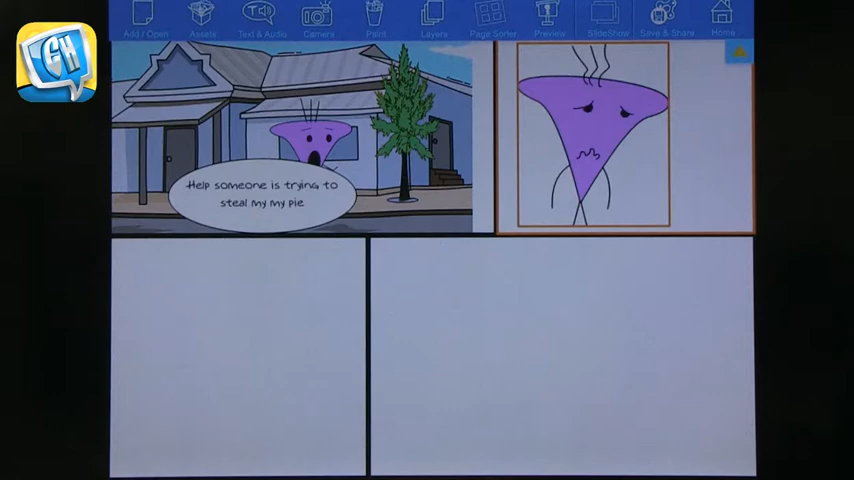 CH
Add / Open
Assets
Text & Audio
Camera
Paint
Layers
Page Sorter
Preview
SlideShow
Save & Share
Home
Help someone is trying to
steal my my pie